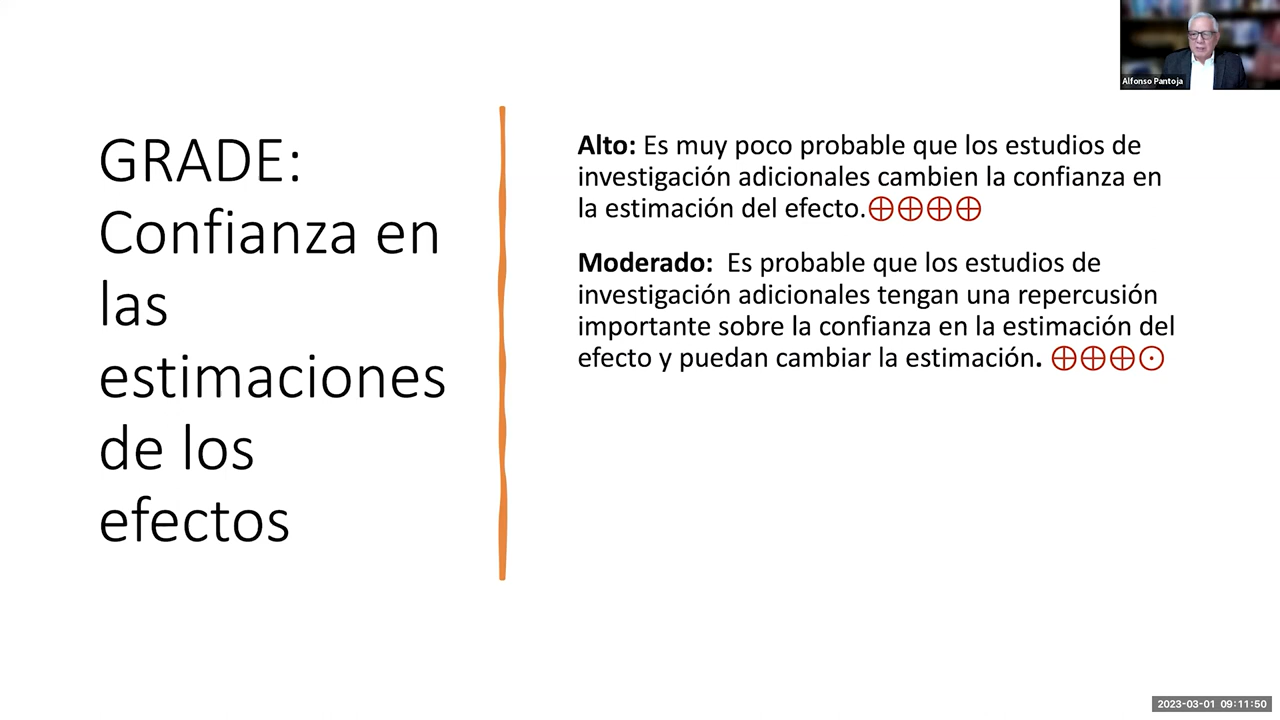 Alfonso Pantoja
GRADE:
Confianza en
las
estimaciones
de los
efectos
Alto: Es muy poco probable que los estudios de
investigación adicionales cambien la confianza en
la estimación del efecto.⨁⨁⨁⨁
Moderado: Es probable que los estudios de
investigación adicionales tengan una repercusión
importante sobre la confianza en la estimación del
efecto y puedan cambiar la estimación. ⨁⨁⨁⨀
2023-03-01 09:11:50